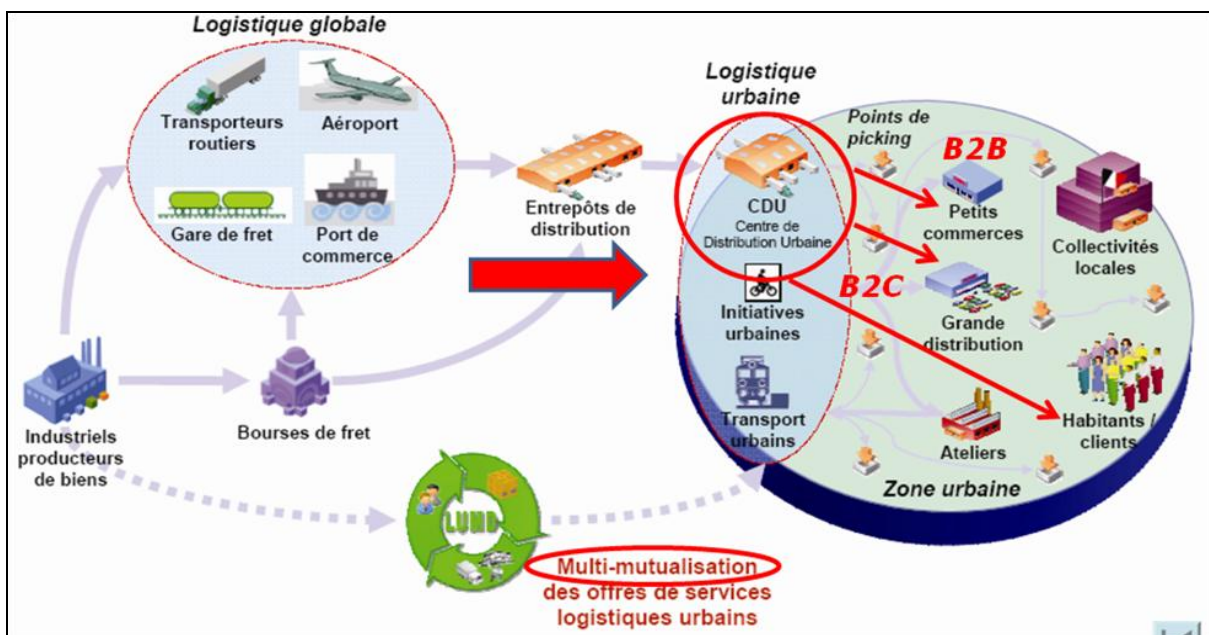 Logistique globale
Transporteurs
routiers
Aéroport
Gare de fret
Port de
commerce
Entrepôts de
distribution
Industriels
producteurs
de biens
Bourses de fret
LUMD
Multi-mutualisation
des offres de services
logistiques urbains
Logistique
urbaine
CDU
Centre de
Distribution Urbaine
Initiatives
urbaines
Transport
urbains
Points de
picking
B2B
Petits
commerces
Collectivités
locales
B2C
Grande
distribution
Ateliers
Habitants /
clients
Zone urbaine